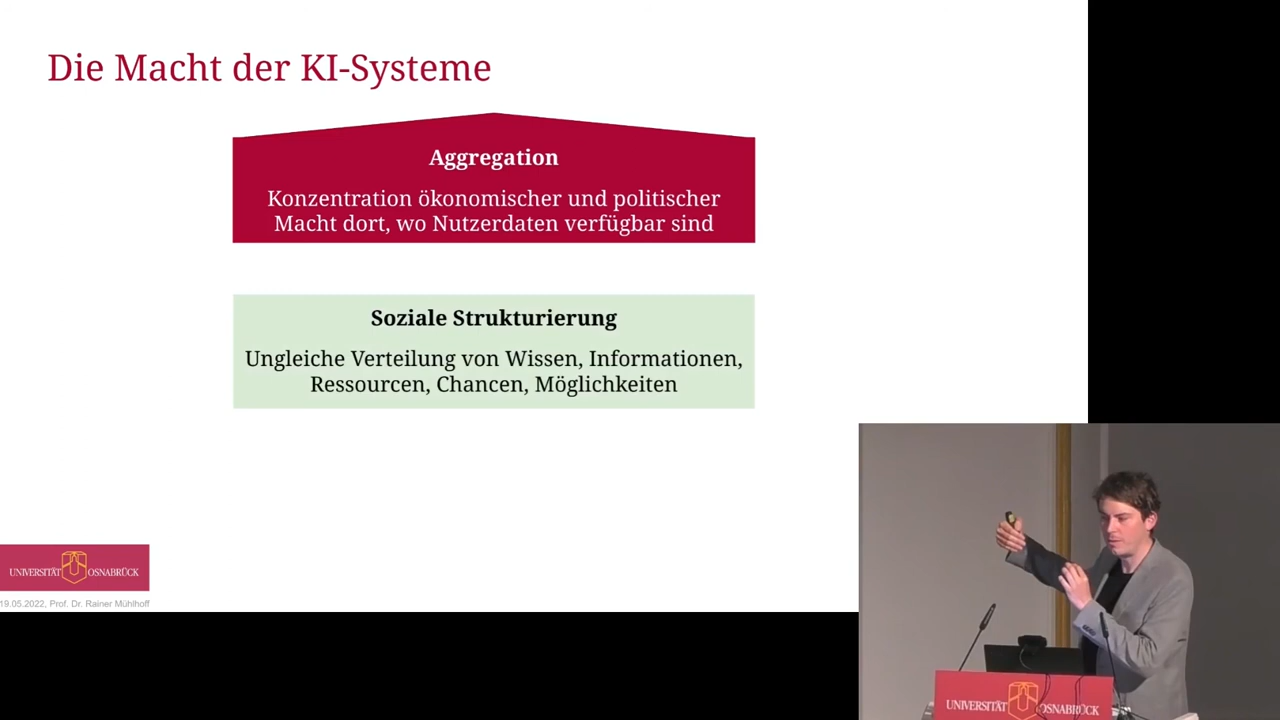 Die Macht der KI-Systeme
Aggregation
Konzentration ökonomischer und politischer
Macht dort, wo Nutzerdaten verfügbar sind
Soziale Strukturierung
Ungleiche Verteilung von Wissen, Informationen,
Ressourcen, Chancen, Möglichkeiten
UNIVERSITÄT OSNABRÜCK
19.05.2022, Prof. Dr. Rainer Mühlhoff
UNIVERSITÄT OSNABRÜCK